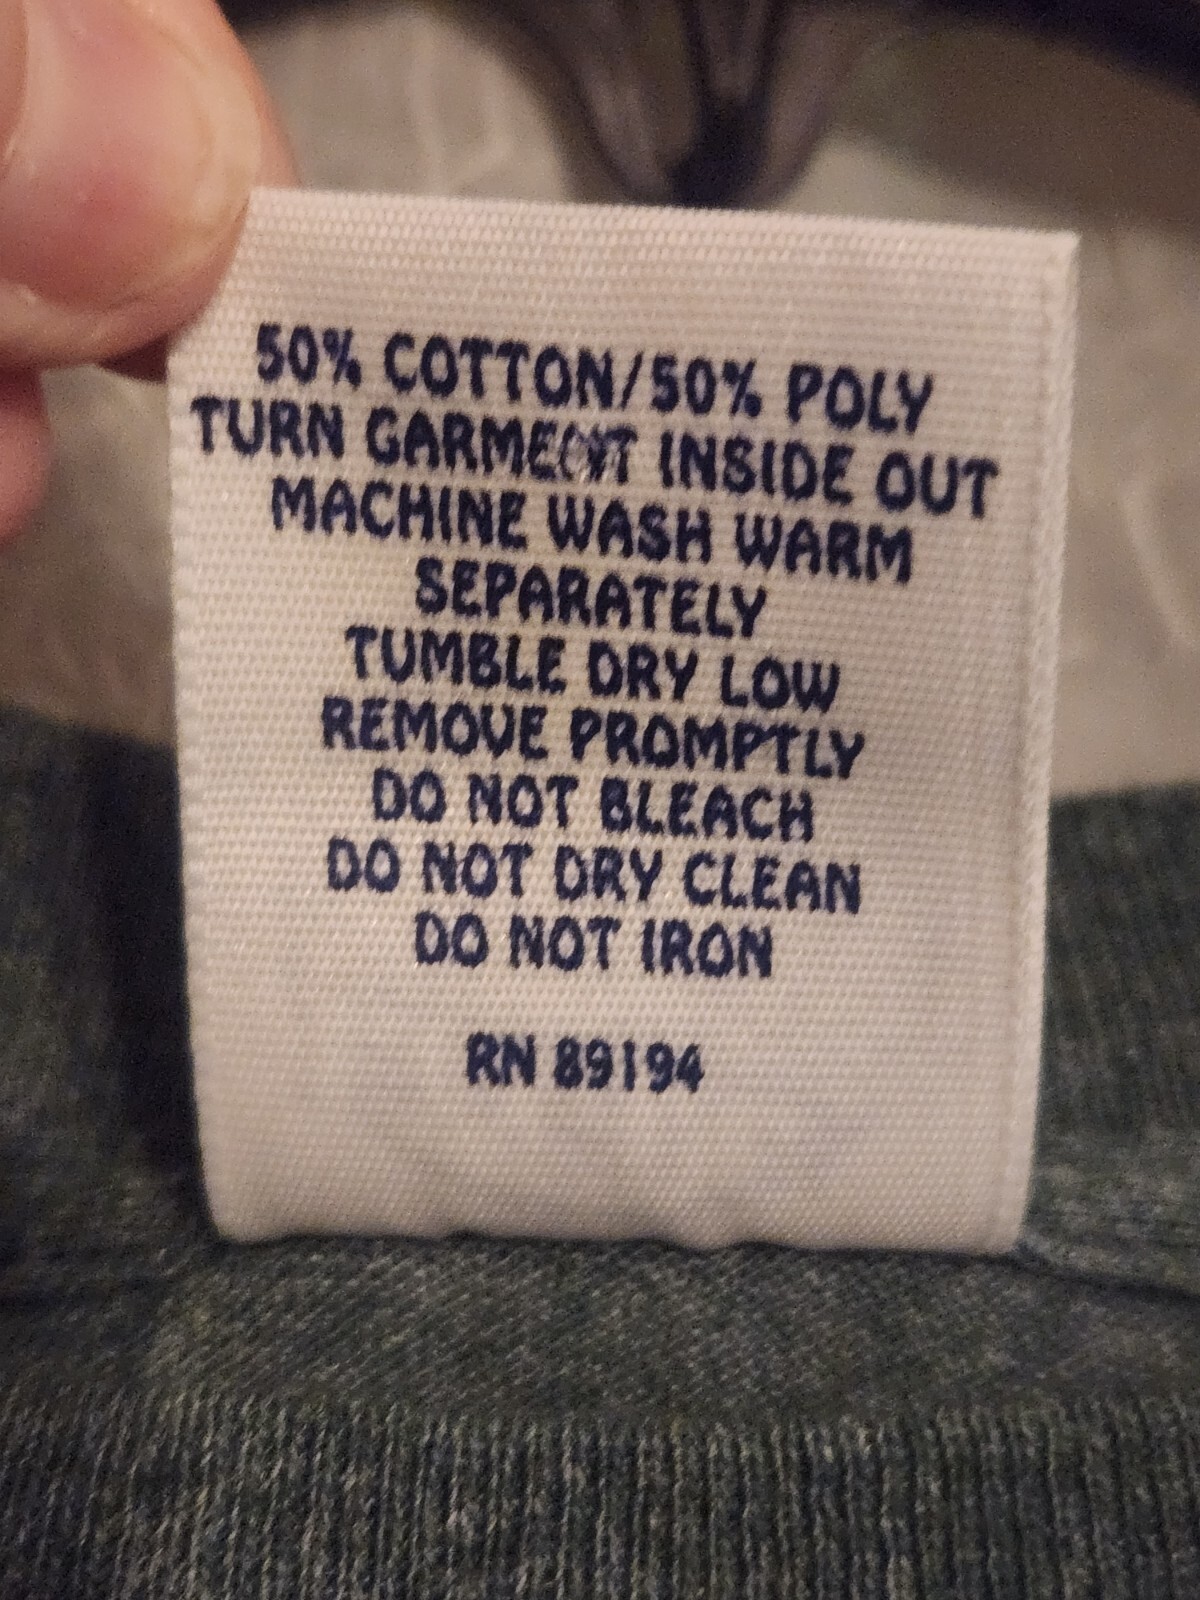 50% COTTON/50% POLY
TURN GARMENT INSIDE OUT
MACHINE WASH WARM
SEPARATELY
TUMBLE DRY LOW
REMOVE PROMPTLY
DO NOT BLEACH
DO NOT DRY CLEAN
DO NOT IRON
RN 89194